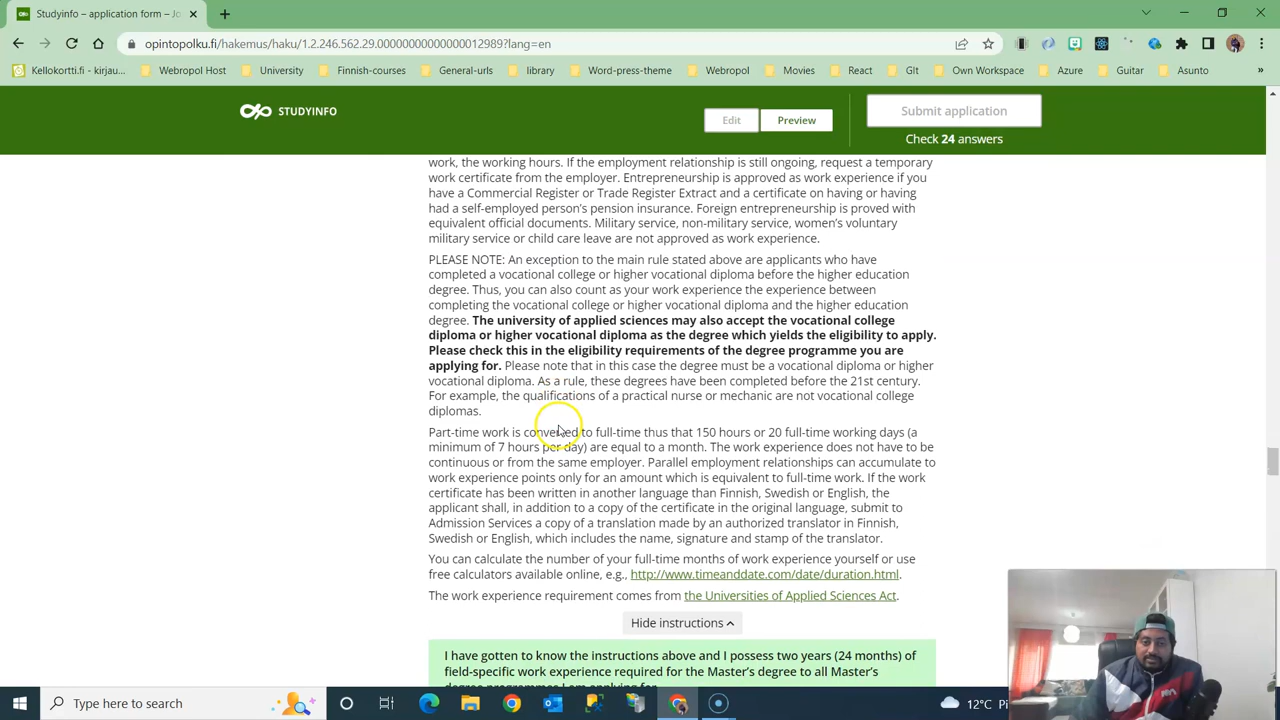 Studyinfo – application form – Jo
opintopolku.fi/hakemus/haku/1.2.246.562.29.00000000000000012989?lang=en
Kellokortti.fi - kirjau...
Webropol Host
University
Finnish-courses
General-urls
library
Word-press-theme
Webropol
Movies
React
GIt
Own Workspace
Azure
Guitar
Asunto
»
STUDYINFO
Edit
Preview
Submit application
Check 24 answers
work, the working hours. If the employment relationship is still ongoing, request a temporary
work certificate from the employer. Entrepreneurship is approved as work experience if you
have a Commercial Register or Trade Register Extract and a certificate on having or having
had a self-employed person's pension insurance. Foreign entrepreneurship is proved with
equivalent official documents. Military service, non-military service, women's voluntary
military service or child care leave are not approved as work experience.
PLEASE NOTE: An exception to the main rule stated above are applicants who have
completed a vocational college or higher vocational diploma before the higher education
degree. Thus, you can also count as your work experience the experience between
completing the vocational college or higher vocational diploma and the higher education
degree. The university of applied sciences may also accept the vocational college
diploma or higher vocational diploma as the degree which yields the eligibility to apply.
Please check this in the eligibility requirements of the degree programme you are
applying for. Please note that in this case the degree must be a vocational diploma or higher
vocational diploma. As a rule, these degrees have been completed before the 21st century.
For example, the qualifications of a practical nurse or mechanic are not vocational college
diplomas.
Part-time work is converted to full-time thus that 150 hours or 20 full-time working days (a
minimum of 7 hours per day) are equal to a month. The work experience does not have to be
continuous or from the same employer. Parallel employment relationships can accumulate to
work experience points only for an amount which is equivalent to full-time work. If the work
certificate has been written in another language than Finnish, Swedish or English, the
applicant shall, in addition to a copy of the certificate in the original language, submit to
Admission Services a copy of a translation made by an authorized translator in Finnish,
Swedish or English, which includes the name, signature and stamp of the translator.
You can calculate the number of your full-time months of work experience yourself or use
free calculators available online, e.g., http://www.timeanddate.com/date/duration.html.
The work experience requirement comes from the Universities of Applied Sciences Act.
Hide instructions
I have gotten to know the instructions above and I possess two years (24 months) of
field-specific work experience required for the Master's degree to all Master's
degree programmes I am applying for
Type here to search
12°C